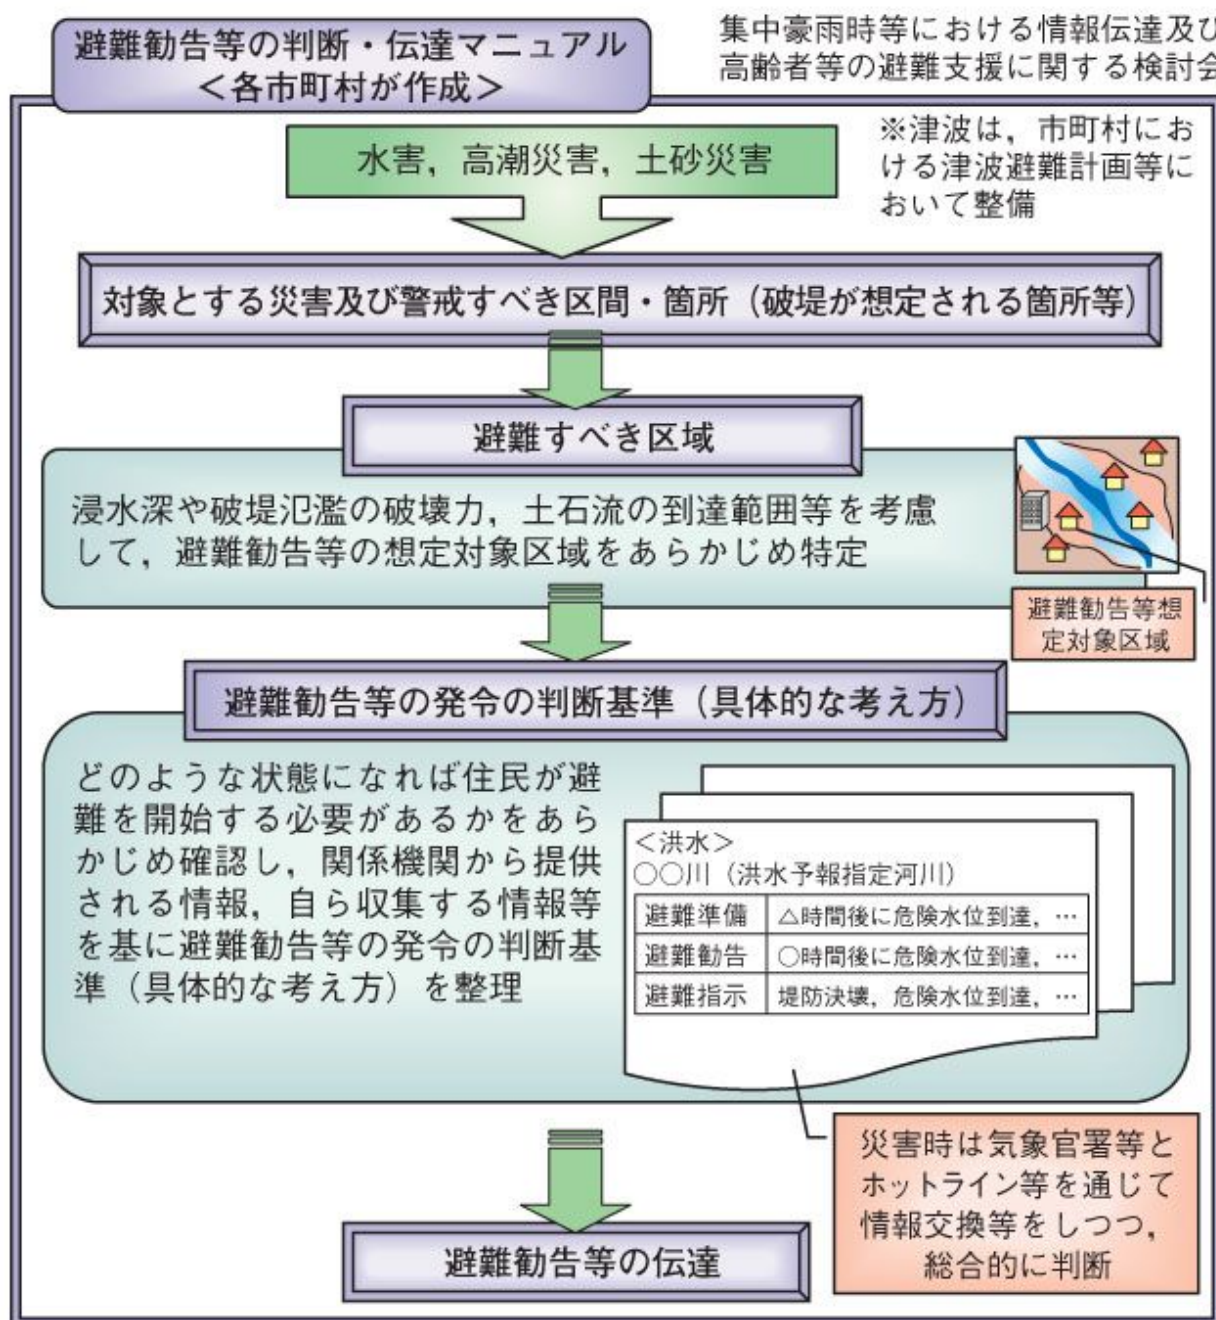 避難勧告等の判断・伝達マニュアル
＜各市町村が作成＞
集中豪雨時等における情報伝達及び
高齢者等の避難支援に関する検討会
※津波は，市町村にお
ける津波避難計画等に
おいて整備
水害，高潮災害，土砂災害
対象とする災害及び警戒すべき区間・箇所（破堤が想定される箇所等）
避難すべき区域
浸水深や破堤氾濫の破壊力，土石流の到達範囲等を考慮
して，避難勧告等の想定対象区域をあらかじめ特定
避難勧告等想
定対象区域
避難勧告等の発令の判断基準（具体的な考え方）
どのような状態になれば住民が避
難を開始する必要があるかをあら
かじめ確認し，関係機関から提供
される情報，自ら収集する情報等
を基に避難勧告等の発令の判断基
準（具体的な考え方）を整理
＜洪水＞
○○川（洪水予報指定河川）
避難準備 △時間後に危険水位到達，…
避難勧告 ○時間後に危険水位到達，…
避難指示 堤防決壊，危険水位到達，…
災害時は気象官署等と
ホットライン等を通じて
情報交換等をしつつ，
総合的に判断
避難勧告等の伝達